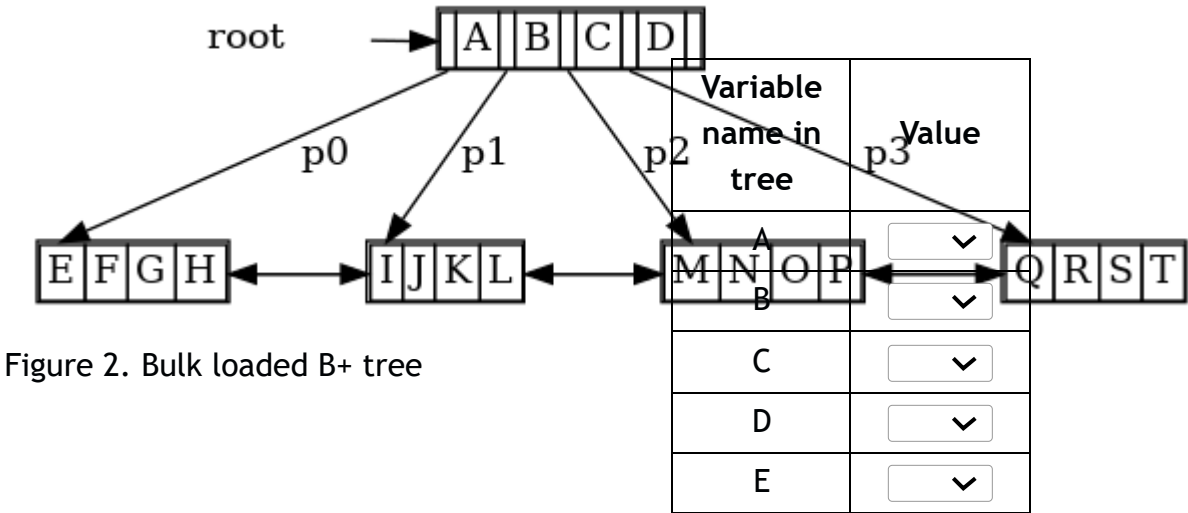 root
A B C D
p0 p1 p2 p3
E F G H I J K L M N O P Q R S T
Figure 2. Bulk loaded B+ tree
Variable
name in
tree
Value
A
B
C
D
E